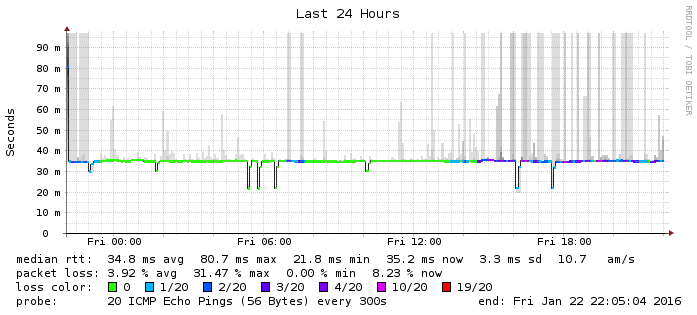 Last 24 Hours
RRDTOOL / TOBI OETIKER
Seconds
90 m
80 m
70 m
60 m
50 m
40 m
30 m
20 m
10 m
0
Fri 00:00 Fri 06:00 Fri 12:00 Fri 18:00
median rtt: 34.8 ms avg 80.7 ms max 21.8 ms min 35.2 ms now 3.3 ms sd 10.7 am/s
packet loss: 3.92 % avg 31.47 % max 0.00 % min 8.23 % now
loss color: 0 1/20 2/20 3/20 4/20 10/20 19/20
probe: 20 ICMP Echo Pings (56 Bytes) every 300s end: Fri Jan 22 22:05:04 2016